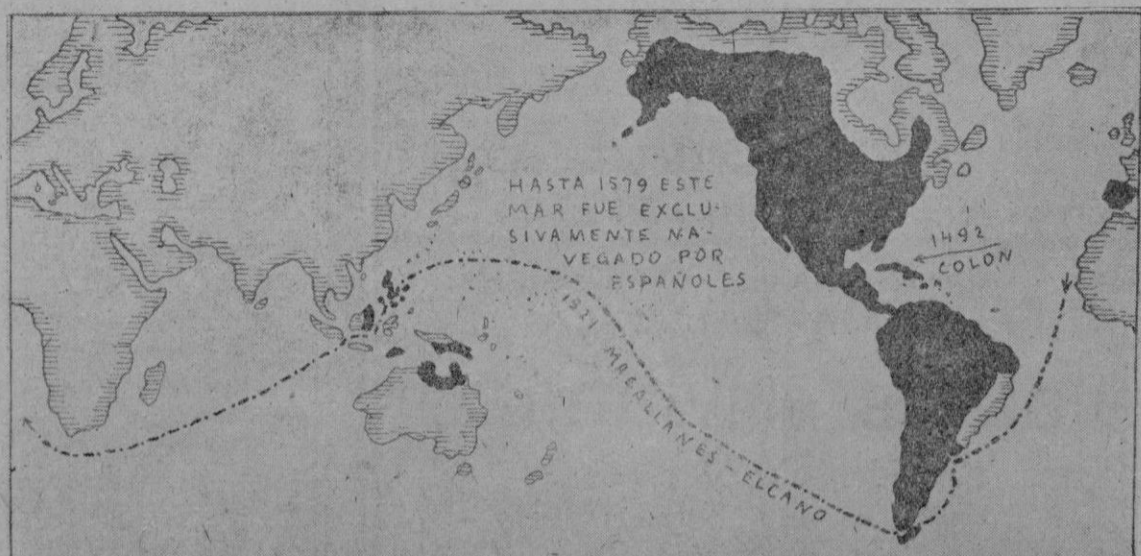 HASTA 1579 ESTE
MAR FUE EXCLU-
SIVAMENTE NA-
VEGADO POR
ESPAÑOLES
1492
COLON
1521 MAGALLANES - ELCANO